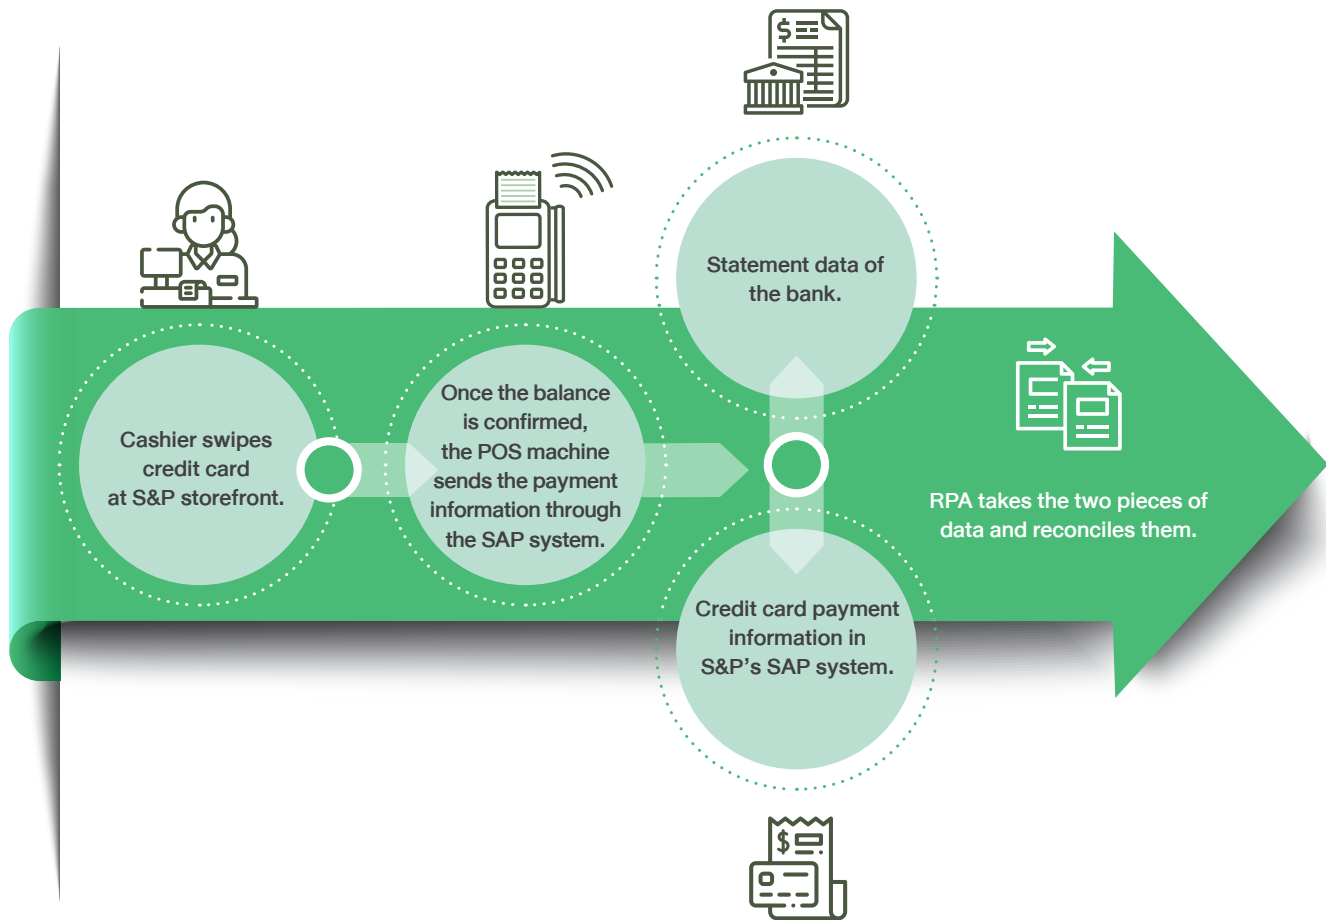 Cashier swipes
credit card
at S&P storefront.
Once the balance
is confirmed,
the POS machine
sends the payment
information through
the SAP system.
Statement data of
the bank.
Credit card payment
information in
S&P’s SAP system.
RPA takes the two pieces of
data and reconciles them.
$
$